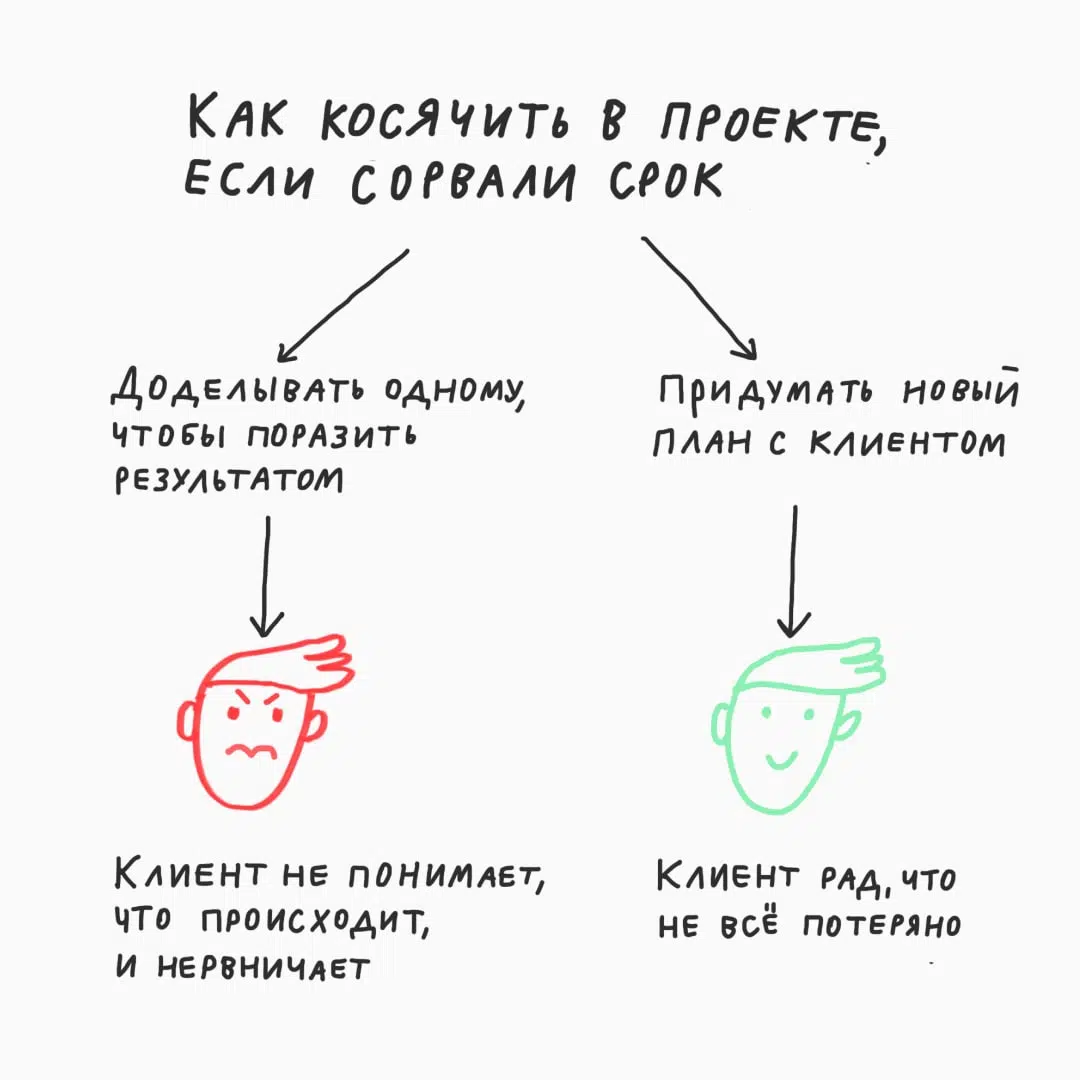 Как косячить в проекте,
если сорвали срок
Доделывать одному,
чтобы поразить
результатом
Придумать новый
план с клиентом
Клиент не понимает,
что происходит,
и нервничает
Клиент рад, что
не всё потеряно